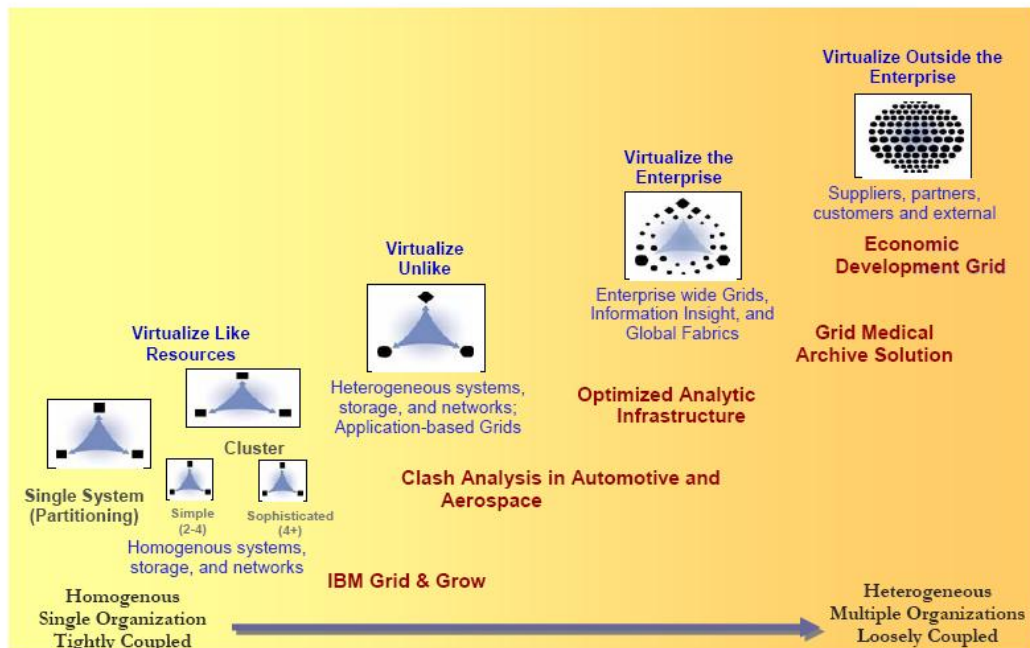 Virtualize Outside the
Enterprise
Suppliers, partners,
customers and external
Economic
Development Grid
Virtualize the
Enterprise
Enterprise wide Grids,
Information Insight, and
Global Fabrics
Grid Medical
Archive Solution
Virtualize
Unlike
Heterogeneous systems,
storage, and networks;
Application-based Grids
Optimized Analytic
Infrastructure
Virtualize Like
Resources
Cluster
Clash Analysis in Automotive and
Aerospace
Single System
(Partitioning)
Simple
(2-4)
Sophisticated
(4+)
Homogenous systems,
storage, and networks
IBM Grid & Grow
Homogenous
Single Organization
Tightly Coupled
Heterogeneous
Multiple Organizations
Loosely Coupled